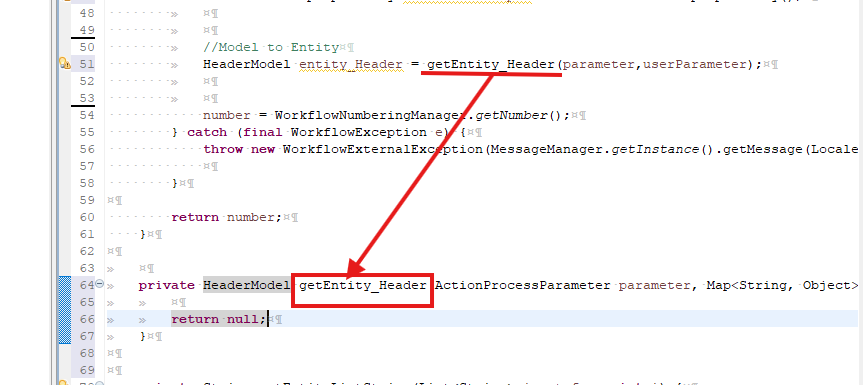 48
49
50 //Model to Entity
51 HeaderModel entity_Header = getEntity_Header(parameter,userParameter);
52
53
54 number = WorkflowNumberingManager.getNumber();
55 } catch (final WorkflowException e) {
56 throw new WorkflowExternalException(MessageManager.getInstance().getMessage(Locale
57
58 }
59
60 return number;
61 }
62
63
64 private HeaderModel getEntity_Header ActionProcessParameter parameter, Map<String, Object>
65
66 return null;
67 }
68
69